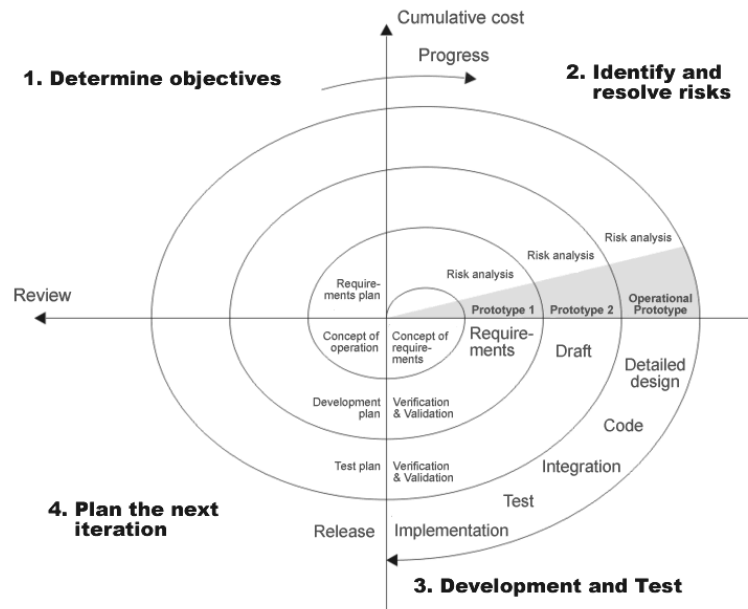 Cumulative cost
Progress
1. Determine objectives
2. Identify and
resolve risks
Risk analysis
Risk analysis
Risk analysis
Require-
ments plan
Review
Prototype 1
Prototype 2
Operational
Prototype
Concept of
operation
Concept of
require-
ments
Require-
ments
Draft
Detailed
design
Development
plan
Verification
& Validation
Code
Test plan
Verification
& Validation
Integration
Test
4. Plan the next
iteration
Release
Implementation
3. Development and Test